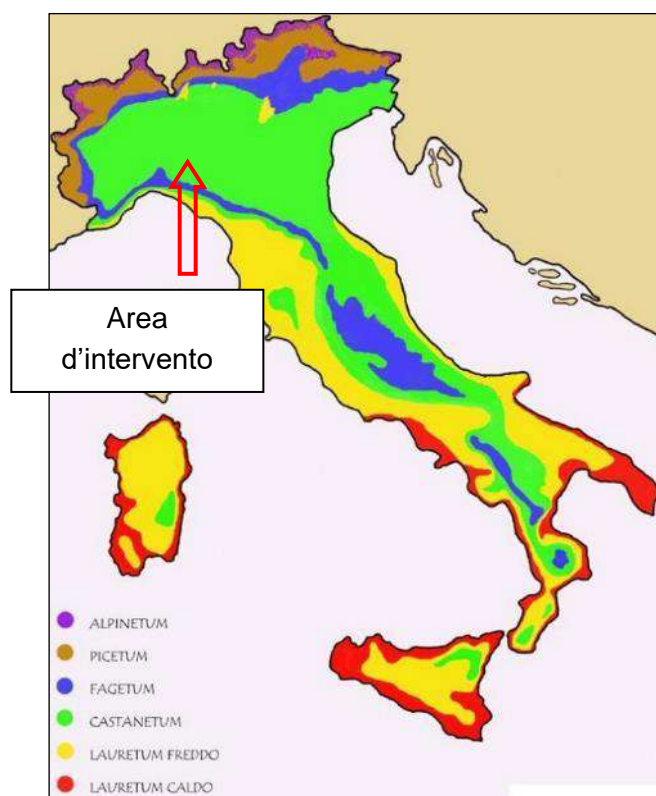 Area
d'intervento
ALPINETUM
PICETUM
FAGETUM
CASTANETUM
LAURETUM FREDDO
LAURETUM CALDO